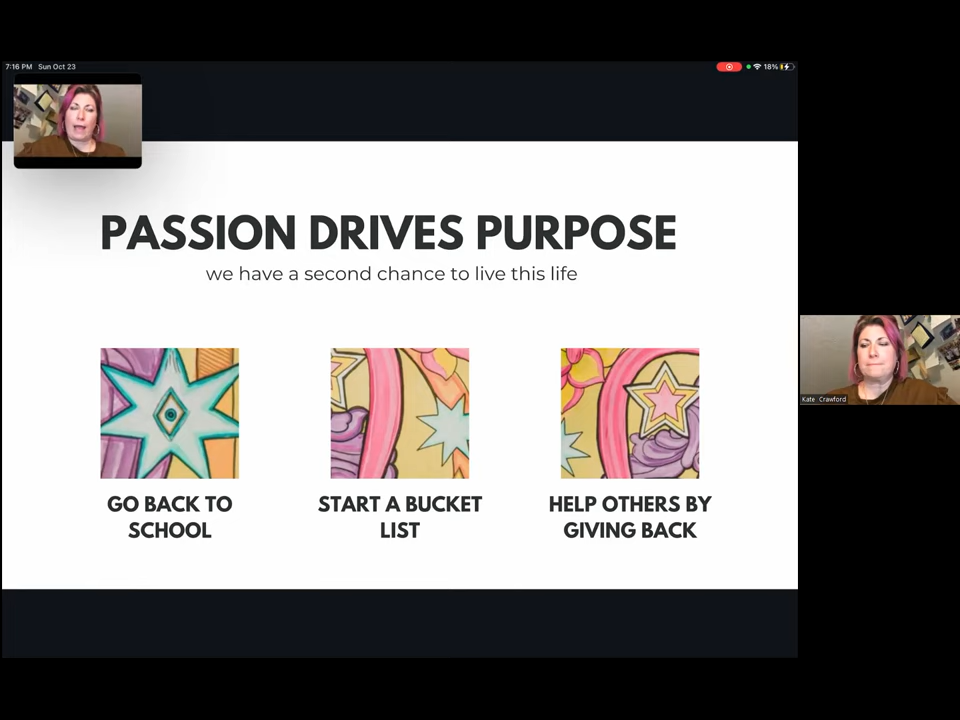 7:16 PM Sun Oct 23
18%
PASSION DRIVES PURPOSE
we have a second chance to live this life
GO BACK TO
SCHOOL
START A BUCKET
LIST
HELP OTHERS BY
GIVING BACK
Kate Crawford